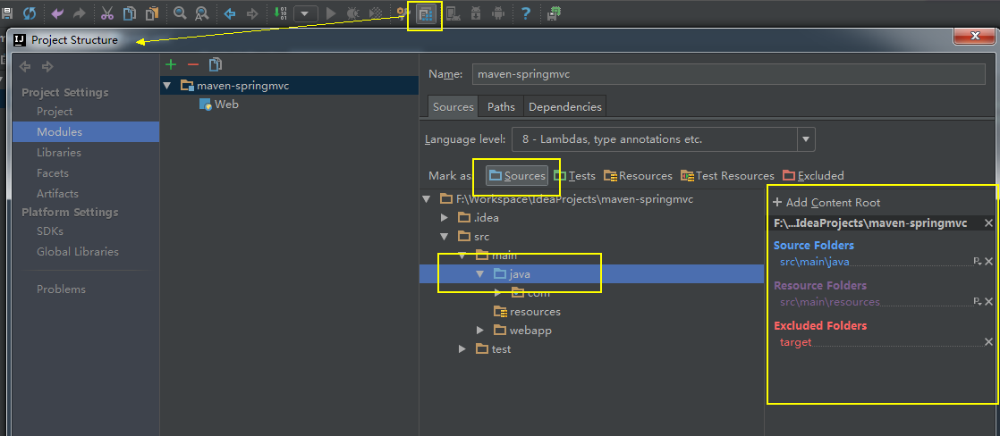 Project Structure
Project Settings
Project
Modules
Libraries
Facets
Artifacts
Platform Settings
SDKs
Global Libraries
Problems
maven-springmvc
Web
Name: maven-springmvc
Sources Paths Dependencies
Language level: 8 - Lambdas, type annotations etc.
Mark as: Sources Tests Resources Test Resources Excluded
F:\Workspace\IdeaProjects\maven-springmvc
.idea
src
main
java
com
resources
webapp
test
+ Add Content Root
F:\...IdeaProjects\maven-springmvc
Source Folders
src\main\java
Resource Folders
src\main\resources
Excluded Folders
target